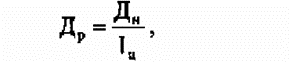 Др = Дн / Iц ,